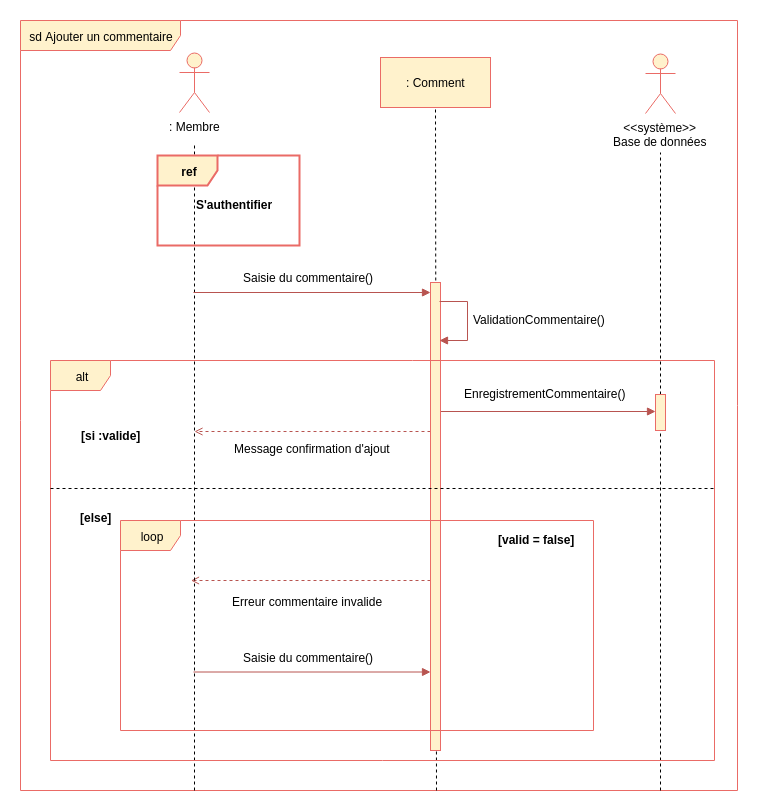 sd Ajouter un commentaire
: Membre
: Comment
<<système>>
Base de données
ref
S'authentifier
Saisie du commentaire()
ValidationCommentaire()
alt
EnregistrementCommentaire()
[si :valide]
Message confirmation d'ajout
[else]
loop
[valid = false]
Erreur commentaire invalide
Saisie du commentaire()